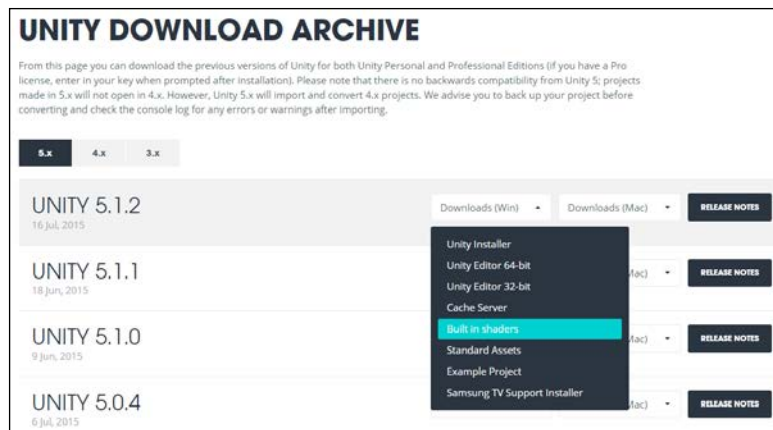 UNITY DOWNLOAD ARCHIVE
From this page you can download the previous versions of Unity for both Unity Personal and Professional Editions (if you have a Pro
license, enter in your key when prompted after installation). Please note that there is no backwards compatibility from Unity 5; projects
made in 5.x will not open in 4.x. However, Unity 5.x will import and convert 4.x projects. We advise you to back up your project before
converting and check the console log for any errors or warnings after importing.
5.x 4.x 3.x
UNITY 5.1.2 Downloads (Win) Downloads (Mac) RELEASE NOTES
16 Jul, 2015
Unity Installer
Unity Editor 64-bit
UNITY 5.1.1 Mac) RELEASE NOTES
18 Jun, 2015
Unity Editor 32-bit
Cache Server
Built in shaders
UNITY 5.1.0 Mac) RELEASE NOTES
9 Jun, 2015
Standard Assets
Example Project
Samsung TV Support Installer
UNITY 5.0.4 Mac) RELEASE NOTES
6 Jul, 2015